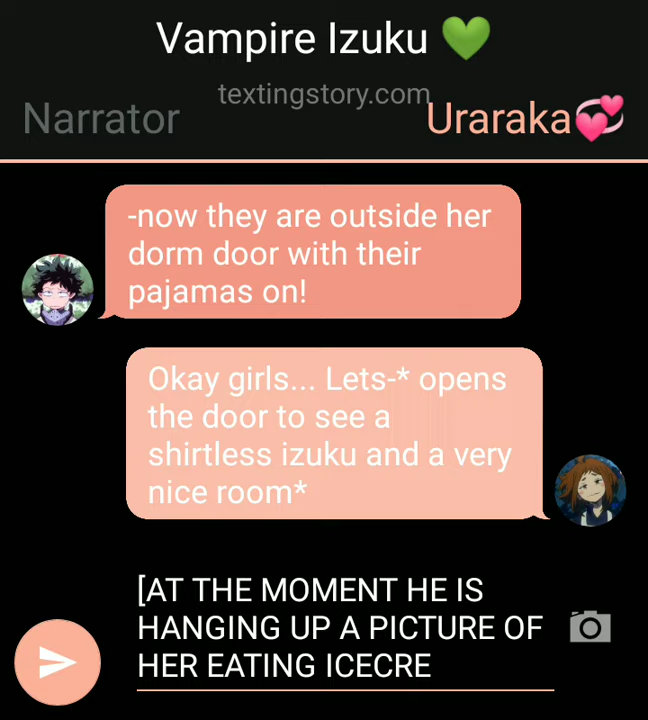 Vampire Izuku 💚
textingstory.com
Narrator
Uraraka💞
-now they are outside her
dorm door with their
pajamas on!
Okay girls... Lets-* opens
the door to see a
shirtless izuku and a very
nice room*
[AT THE MOMENT HE IS
HANGING UP A PICTURE OF
HER EATING ICECRE